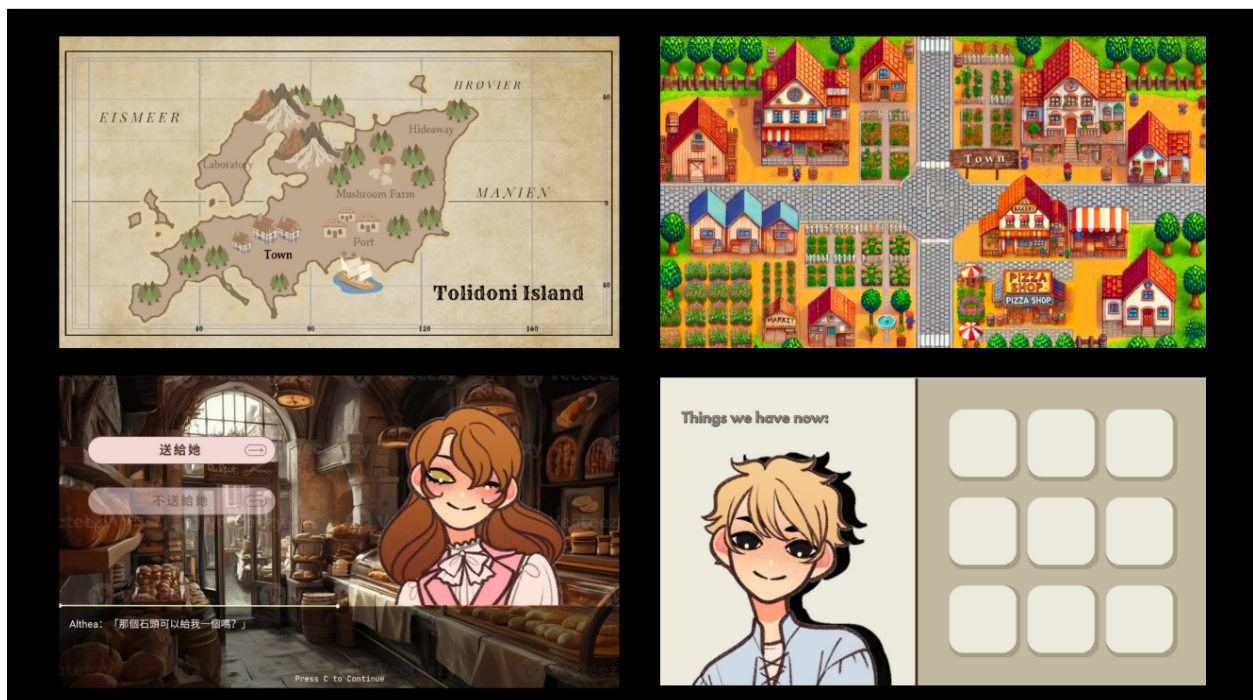 EISMEER
HRØVIER
Hideaway
Laboratory
MANIEN
Mushroom Farm
Port
Town
Tolidoni Island
40
80
120
160
Town
BAKERY
PIZZA
SHOP
PIZZA SHOP
MARKET
送給她
不送給她
Althea：「那個石頭可以給我一個嗎？」
Press C to Continue
Things we have now: